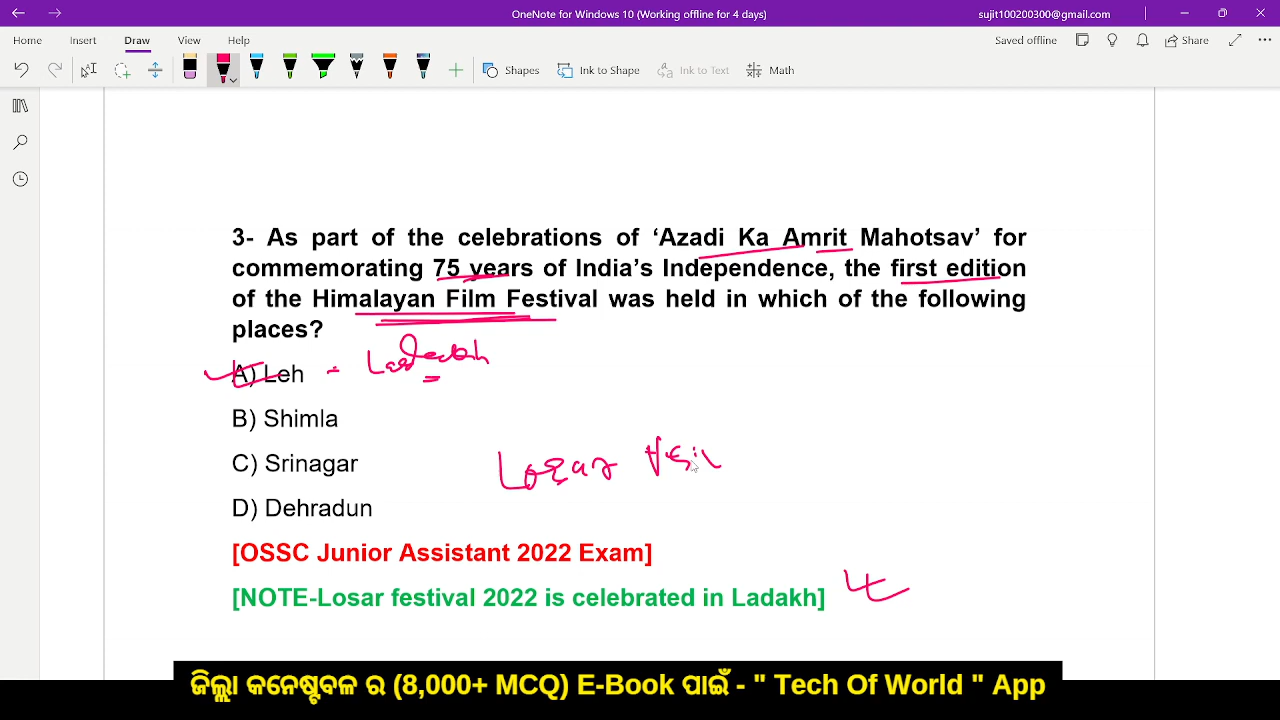 OneNote for Windows 10 (Working offline for 4 days)
sujit100200300@gmail.com
Home Insert Draw View Help
Saved offline Share
Shapes Ink to Shape Ink to Text Math
3- As part of the celebrations of ‘Azadi Ka Amrit Mahotsav’ for
commemorating 75 years of India’s Independence, the first edition
of the Himalayan Film Festival was held in which of the following
places?
A) Leh - Ladakh
B) Shimla
C) Srinagar
Losar
D) Dehradun
[OSSC Junior Assistant 2022 Exam]
[NOTE-Losar festival 2022 is celebrated in Ladakh]
ଜିଲ୍ଲା କନେଷ୍ଟବଳ ର (8,000+ MCQ) E-Book ପାଇଁ - " Tech Of World " App